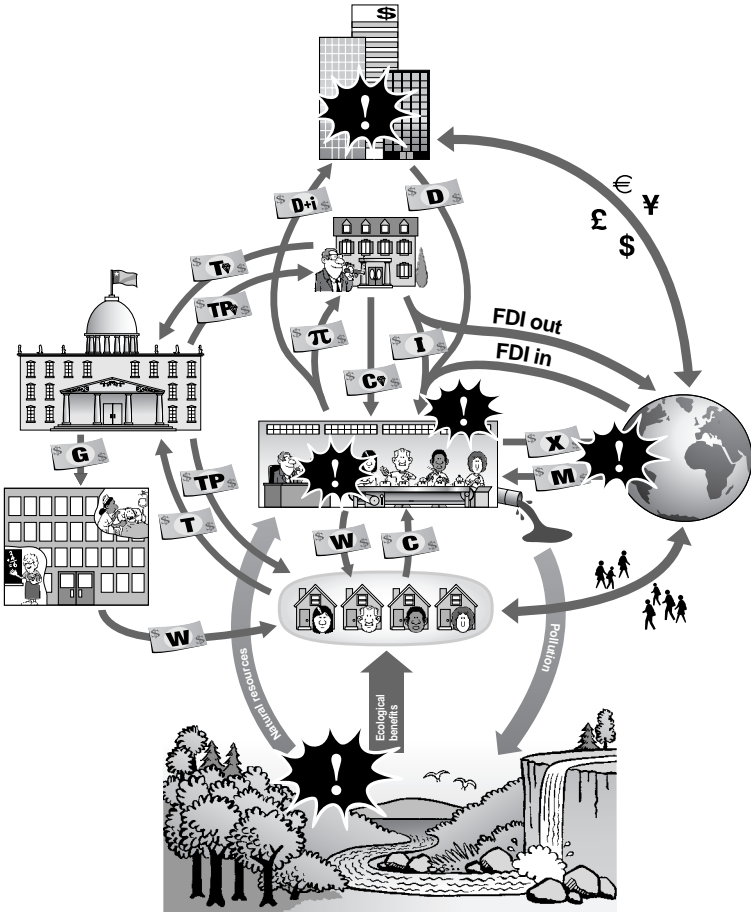 $
!
€
¥
£
$
D+i
D
T
TP
π
I
C
FDI out
FDI in
!
G
TP
T
!
X
M
!
W
C
W
Natural resources
Ecological
benefits
Pollution
!